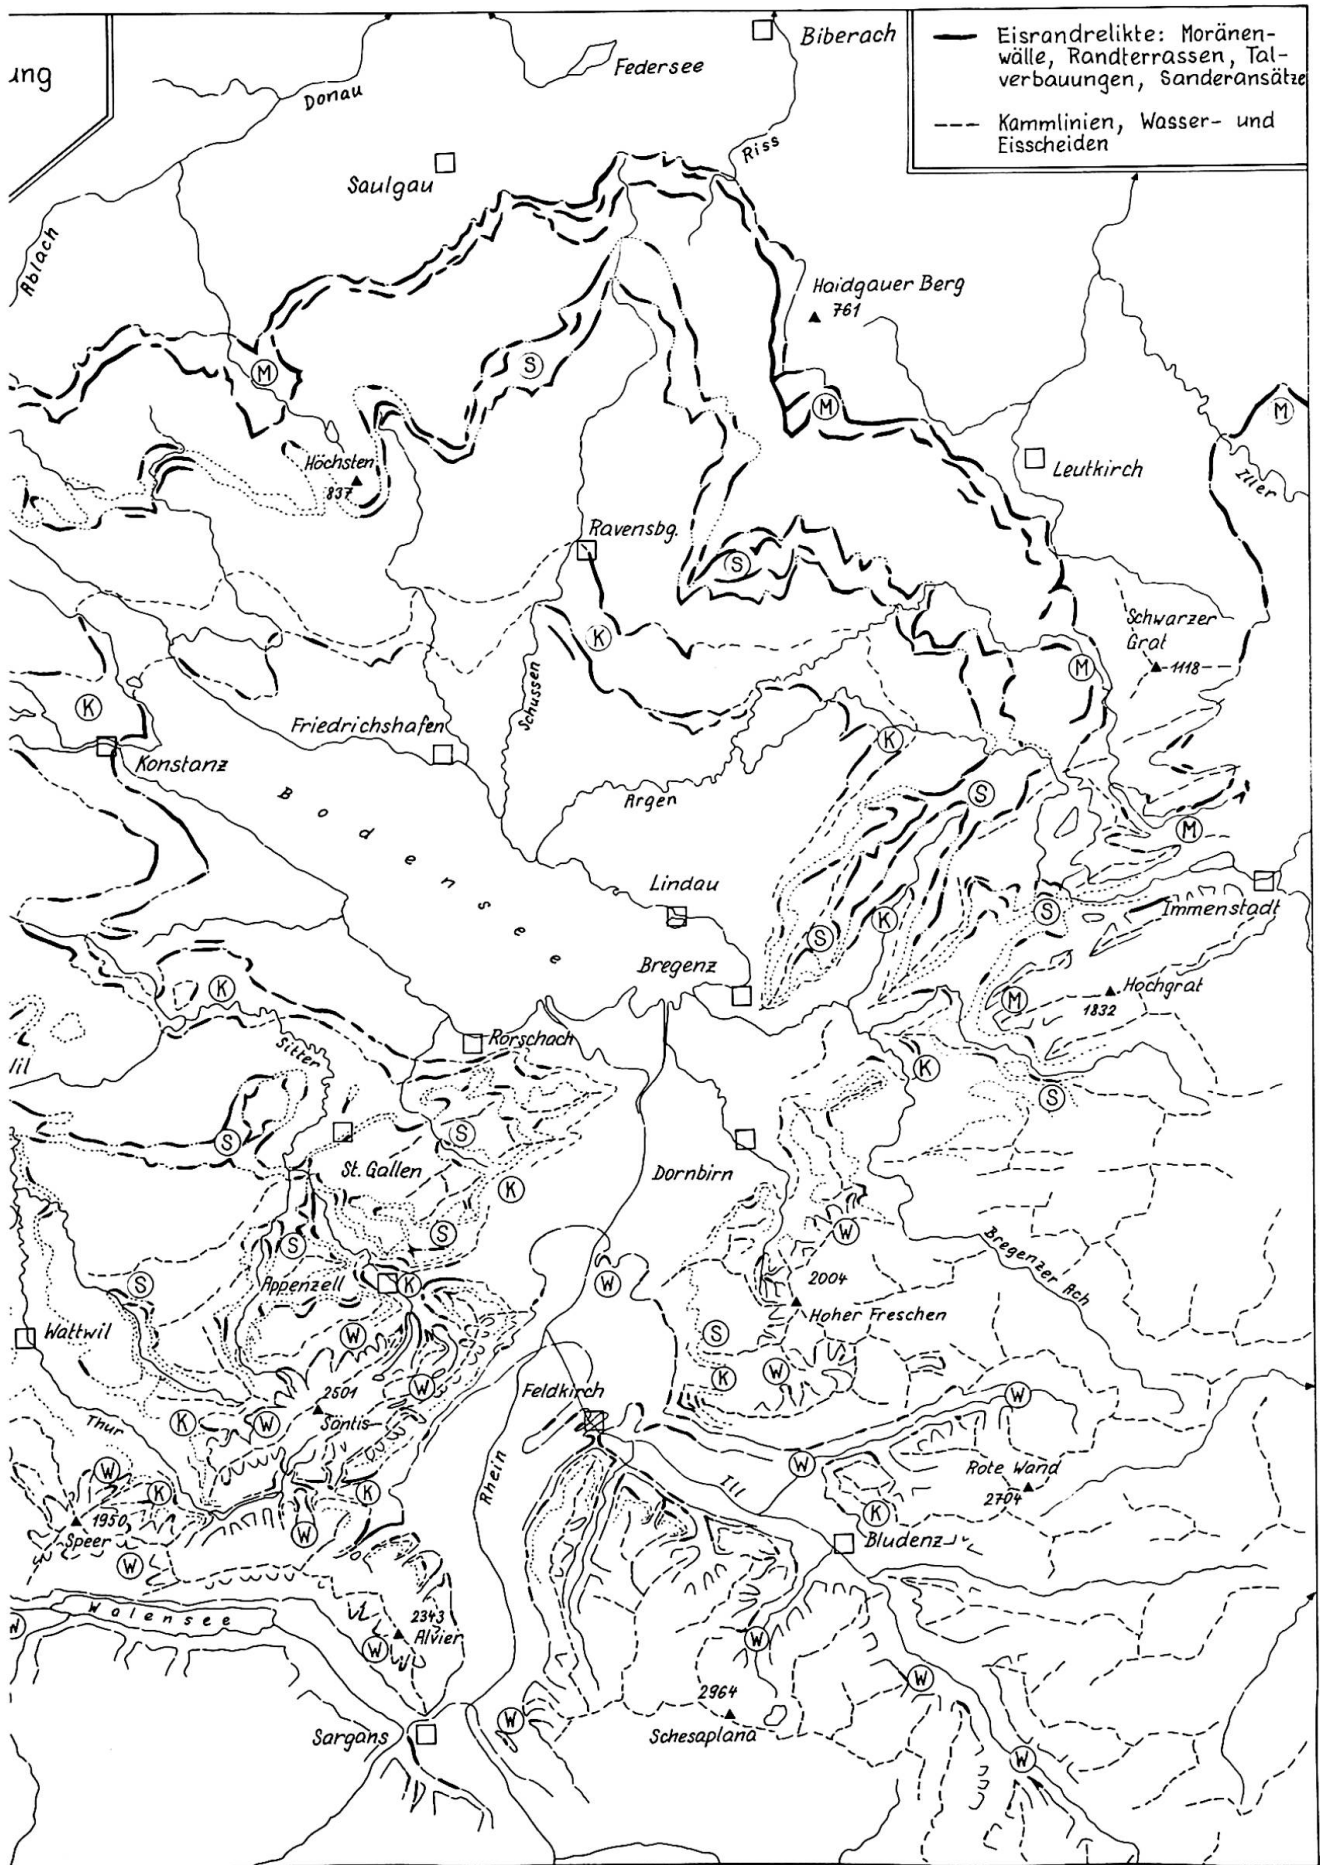 ung
Biberach
Eisrandrelikte: Moränen-
wälle, Randterrassen, Tal-
verbauungen, Sanderansätze
Kammlinien, Wasser- und
Eisscheiden
Federsee
Donau
Riss
Saulgau
Ablach
Haidgauer Berg
761
M
S
M
M
Höchsten
837
Leutkirch
Iller
Ravensbg.
S
K
Schwarzer
Grat
1118
M
K
Schussen
Friedrichshafen
Konstanz
K
Bodensee
Argen
S
M
Lindau
Immenstadt
S
K
S
Bregenz
K
M
Hochgrat
1832
Sitter
Rorschach
K
S
S
S
St. Gallen
Dornbirn
K
S
S
W
Bregenzer Ach
S
Appenzell
K
W
2004
Hoher Freschen
Wattwil
W
S
W
K
2501
Säntis
W
Feldkirch
W
Thur
K
W
Rhein
W
Rote Wand
2704
W
K
K
Ill
K
1950
Speer
W
Bludenz
W
Walensee
W
2343
Alvier
W
W
W
2964
Schesaplana
W
Sargans
W